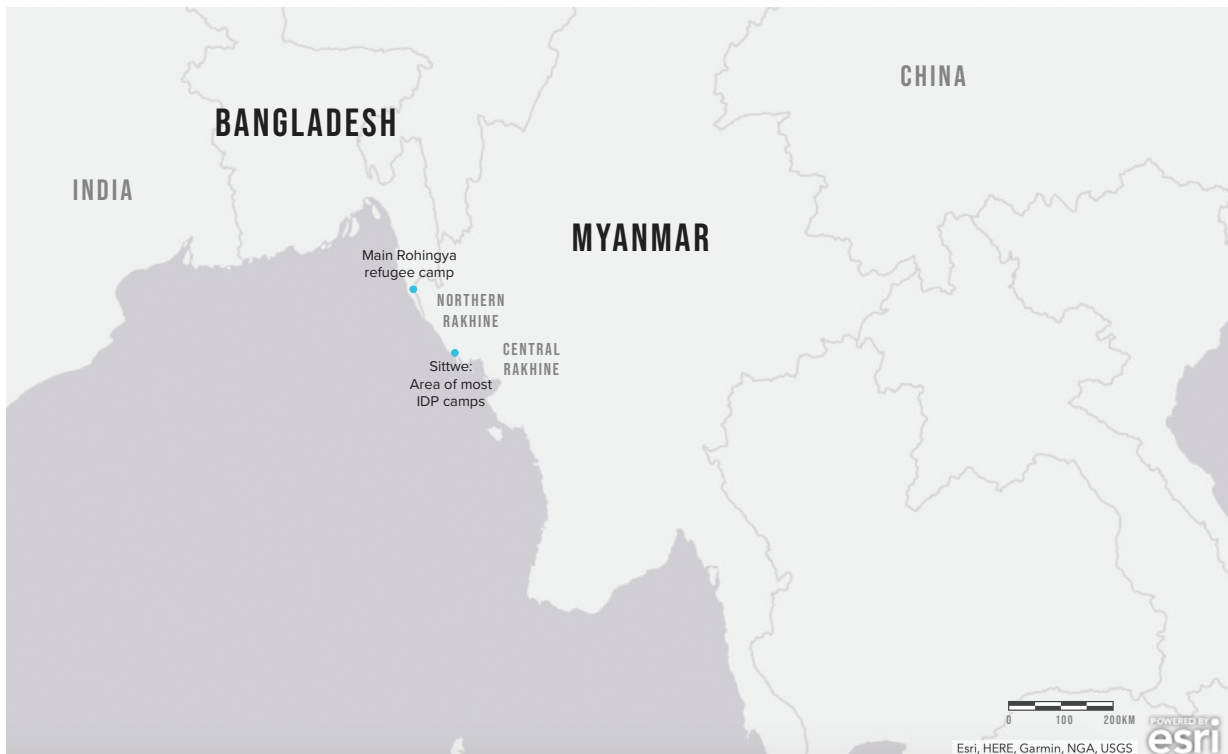 CHINA
BANGLADESH
INDIA
MYANMAR
Main Rohingya
refugee camp
NORTHERN
RAKHINE
CENTRAL
RAKHINE
Sittwe:
Area of most
IDP camps
0 100 200KM
POWERED BY
esri
Esri, HERE, Garmin, NGA, USGS